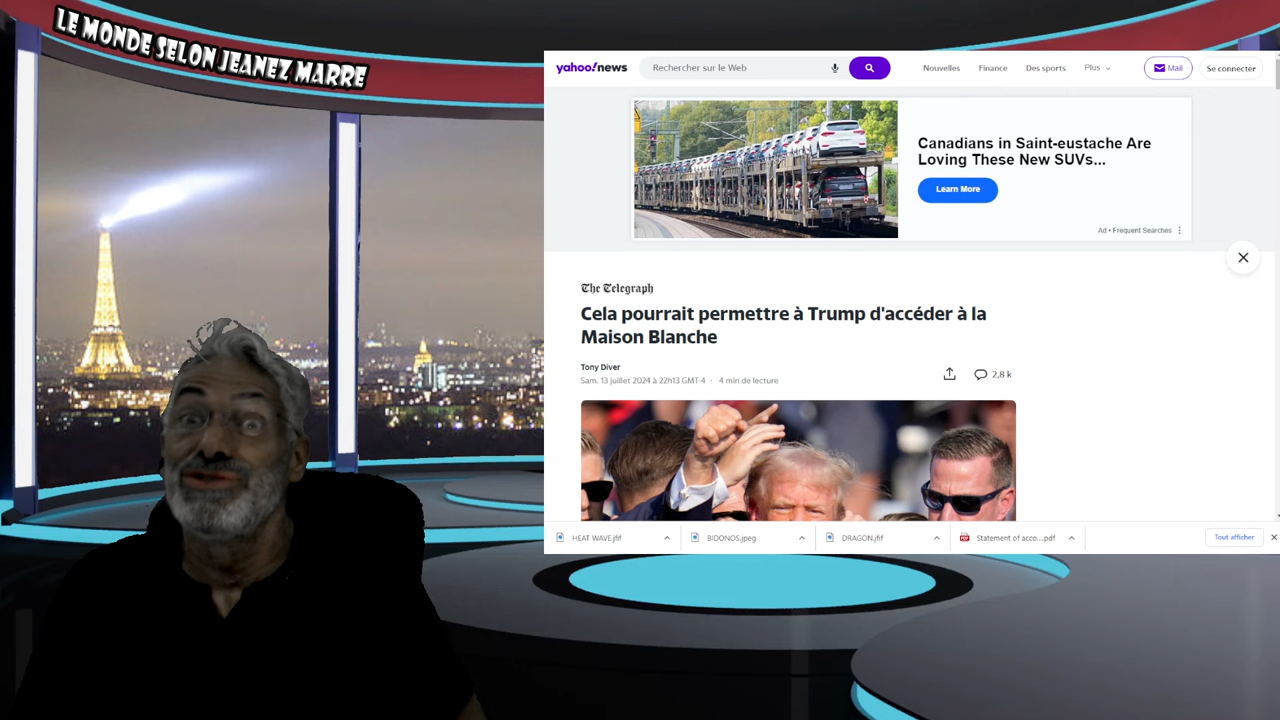 LE MONDE SELON JEANEZ MARRE
yahoo!news
Rechercher sur le Web
Nouvelles
Finance
Des sports
Plus
Mail
Se connecter
Canadians in Saint-eustache Are
Loving These New SUVs...
Learn More
Ad • Frequent Searches
The Telegraph
Cela pourrait permettre à Trump d'accéder à la
Maison Blanche
Tony Diver
Sam. 13 juillet 2024 à 22h13 GMT-4 · 4 min de lecture
2,8 k
HEAT WAVE.jfif
BIDONOS.jpeg
DRAGON.jfif
PDF
Statement of acco....pdf
Tout afficher